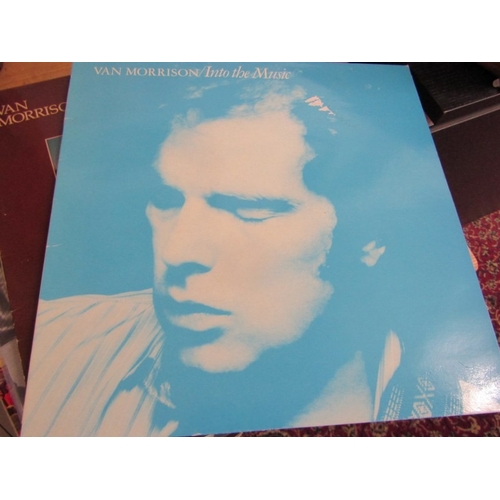 VAN MORRISON/Into the Music
VAN
MORRISON